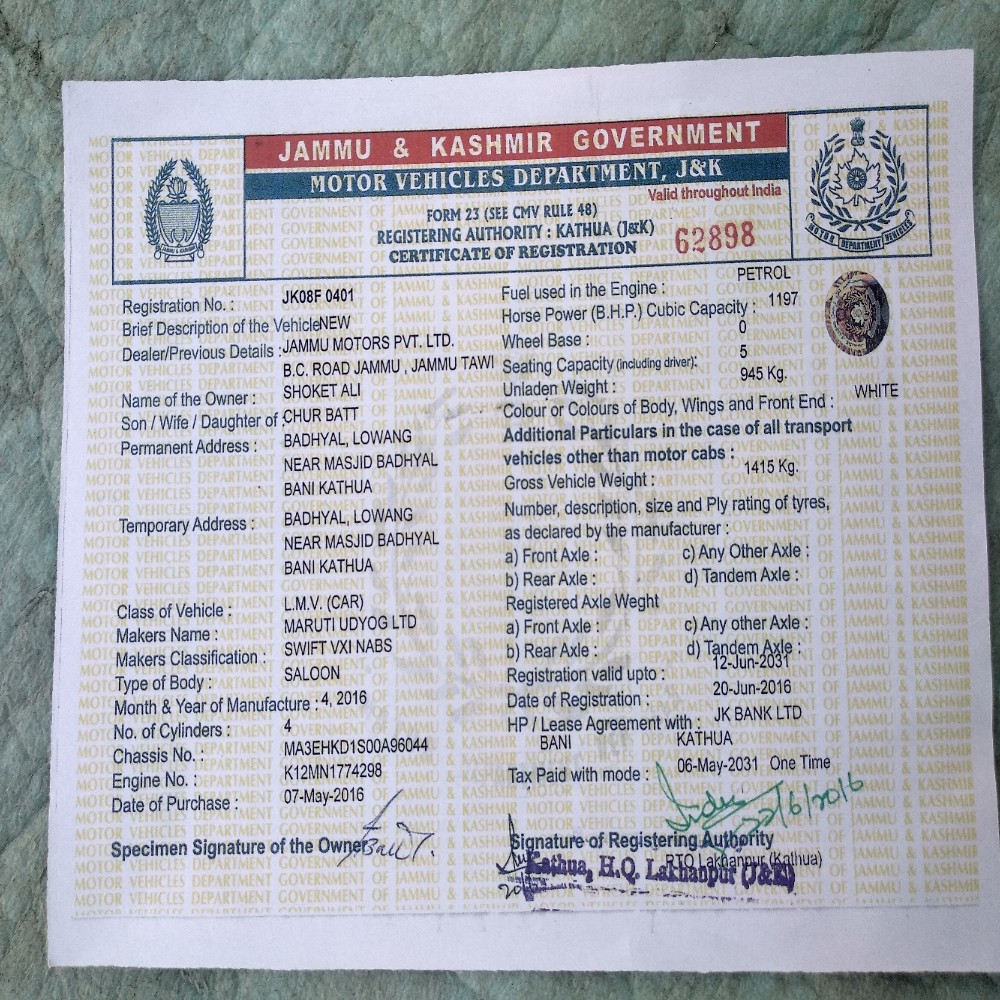 JAMMU & KASHMIR GOVERNMENT
MOTOR VEHICLES DEPARTMENT, J&K
Valid throughout India
FORM 23 (SEE CMV RULE 48)
REGISTERING AUTHORITY : KATHUA (J&K)
62898
CERTIFICATE OF REGISTRATION
MOTOR DEPARTMENT VEHICLES
Registration No. : JK08F 0401
Brief Description of the Vehicle NEW
Dealer/Previous Details : JAMMU MOTORS PVT. LTD.
B.C. ROAD JAMMU , JAMMU TAWI
Name of the Owner : SHOKET ALI
Son / Wife / Daughter of : CHUR BATT
Permanent Address : BADHYAL, LOWANG
NEAR MASJID BADHYAL
BANI KATHUA
Temporary Address : BADHYAL, LOWANG
NEAR MASJID BADHYAL
BANI KATHUA
Class of Vehicle : L.M.V. (CAR)
Makers Name : MARUTI UDYOG LTD
Makers Classification : SWIFT VXI NABS
Type of Body : SALOON
Month & Year of Manufacture : 4, 2016
No. of Cylinders : 4
Chassis No. : MA3EHKD1S00A96044
Engine No. : K12MN1774298
Date of Purchase : 07-May-2016
Specimen Signature of the Owner
Fuel used in the Engine : PETROL
Horse Power (B.H.P.) Cubic Capacity : 1197
Wheel Base : 0
Seating Capacity (including driver): 5
Unladen Weight : 945 Kg.
Colour or Colours of Body, Wings and Front End : WHITE
Additional Particulars in the case of all transport
vehicles other than motor cabs :
Gross Vehicle Weight : 1415 Kg.
Number, description, size and Ply rating of tyres,
as declared by the manufacturer :
a) Front Axle : c) Any Other Axle :
b) Rear Axle : d) Tandem Axle :
Registered Axle Weght
a) Front Axle : c) Any other Axle :
b) Rear Axle : d) Tandem Axle :
Registration valid upto : 12-Jun-2031
Date of Registration : 20-Jun-2016
HP / Lease Agreement with : JK BANK LTD
BANI KATHUA
Tax Paid with mode : 06-May-2031 One Time
Signature of Registering Authority
RTO Lakhanpur (Kathua)
Kathua, H.Q. Lakhanpur (J&K)